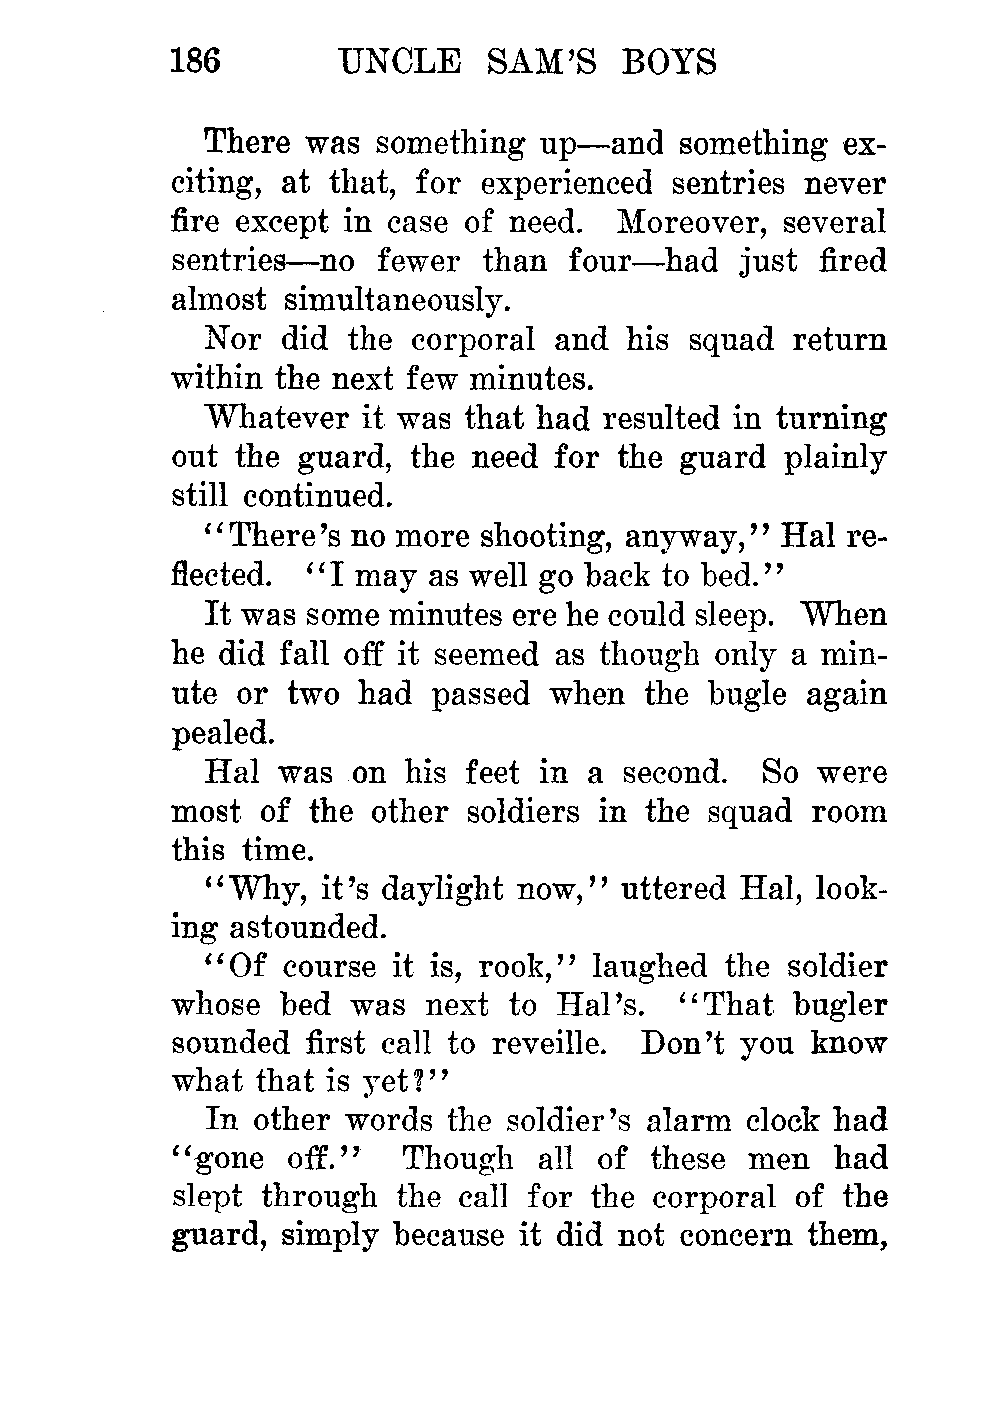 186 UNCLE SAM'S BOYS
There was something up—and something ex-
citing, at that, for experienced sentries never
fire except in case of need. Moreover, several
sentries—no fewer than four—had just fired
almost simultaneously.
Nor did the corporal and his squad return
within the next few minutes.
Whatever it was that had resulted in turning
out the guard, the need for the guard plainly
still continued.
"There's no more shooting, anyway," Hal re-
flected. "I may as well go back to bed."
It was some minutes ere he could sleep. When
he did fall off it seemed as though only a min-
ute or two had passed when the bugle again
pealed.
Hal was on his feet in a second. So were
most of the other soldiers in the squad room
this time.
"Why, it's daylight now," uttered Hal, look-
ing astounded.
"Of course it is, rook," laughed the soldier
whose bed was next to Hal's. "That bugler
sounded first call to reveille. Don't you know
what that is yet?"
In other words the soldier's alarm clock had
"gone off." Though all of these men had
slept through the call for the corporal of the
guard, simply because it did not concern them,